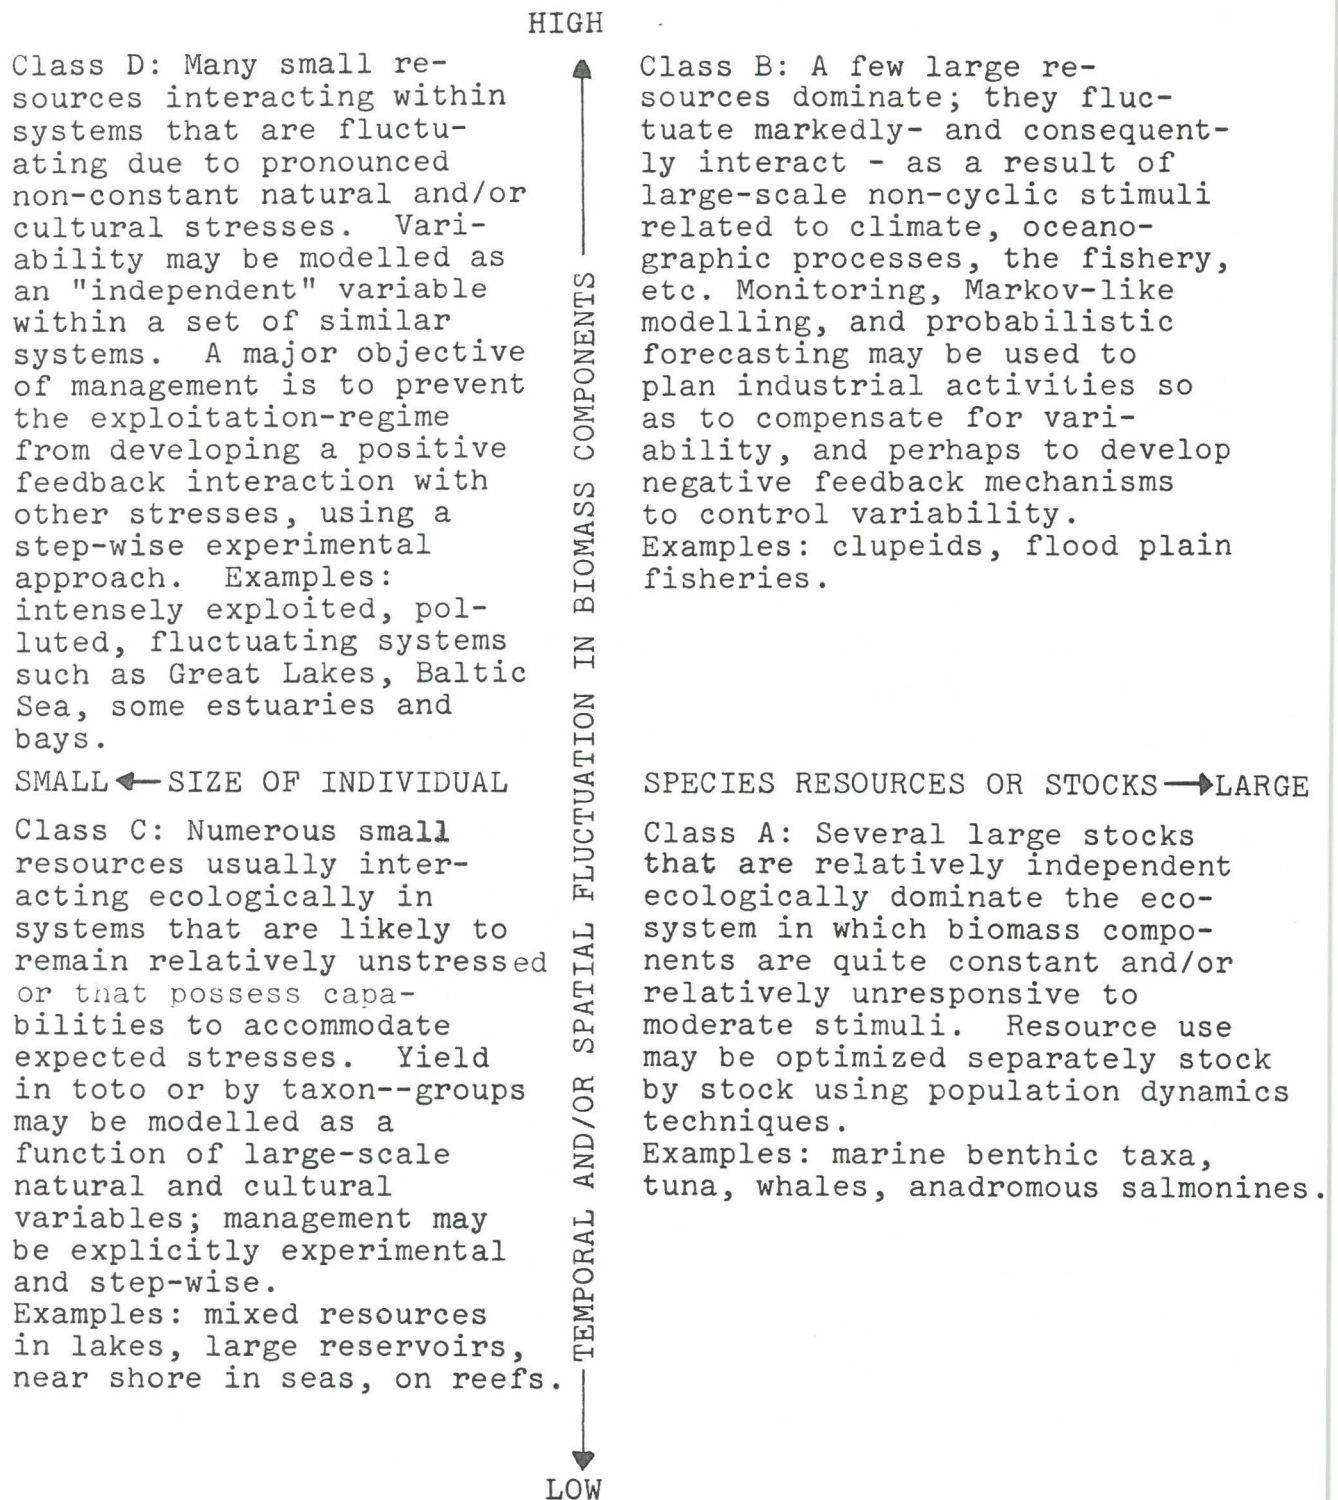 HIGH
Class D: Many small re-
sources interacting within
systems that are fluctu-
ating due to pronounced
non-constant natural and/or
cultural stresses. Vari-
ability may be modelled as
an "independent" variable
within a set of similar
systems. A major objective
of management is to prevent
the exploitation-regime
from developing a positive
feedback interaction with
other stresses, using a
step-wise experimental
approach. Examples:
intensely exploited, pol-
luted, fluctuating systems
such as Great Lakes, Baltic
Sea, some estuaries and
bays.
Class B: A few large re-
sources dominate; they fluc-
tuate markedly- and consequent-
ly interact - as a result of
large-scale non-cyclic stimuli
related to climate, oceano-
graphic processes, the fishery,
etc. Monitoring, Markov-like
modelling, and probabilistic
forecasting may be used to
plan industrial activities so
as to compensate for vari-
ability, and perhaps to develop
negative feedback mechanisms
to control variability.
Examples: clupeids, flood plain
fisheries.
TEMPORAL AND/OR SPATIAL FLUCTUATION IN BIOMASS COMPONENTS
SMALL SIZE OF INDIVIDUAL SPECIES RESOURCES OR STOCKS LARGE
Class C: Numerous small
resources usually inter-
acting ecologically in
systems that are likely to
remain relatively unstressed
or that possess capa-
bilities to accommodate
expected stresses. Yield
in toto or by taxon--groups
may be modelled as a
function of large-scale
natural and cultural
variables; management may
be explicitly experimental
and step-wise.
Examples: mixed resources
in lakes, large reservoirs,
near shore in seas, on reefs.
Class A: Several large stocks
that are relatively independent
ecologically dominate the eco-
system in which biomass compo-
nents are quite constant and/or
relatively unresponsive to
moderate stimuli. Resource use
may be optimized separately stock
by stock using population dynamics
techniques.
Examples: marine benthic taxa,
tuna, whales, anadromous salmonines.
LOW